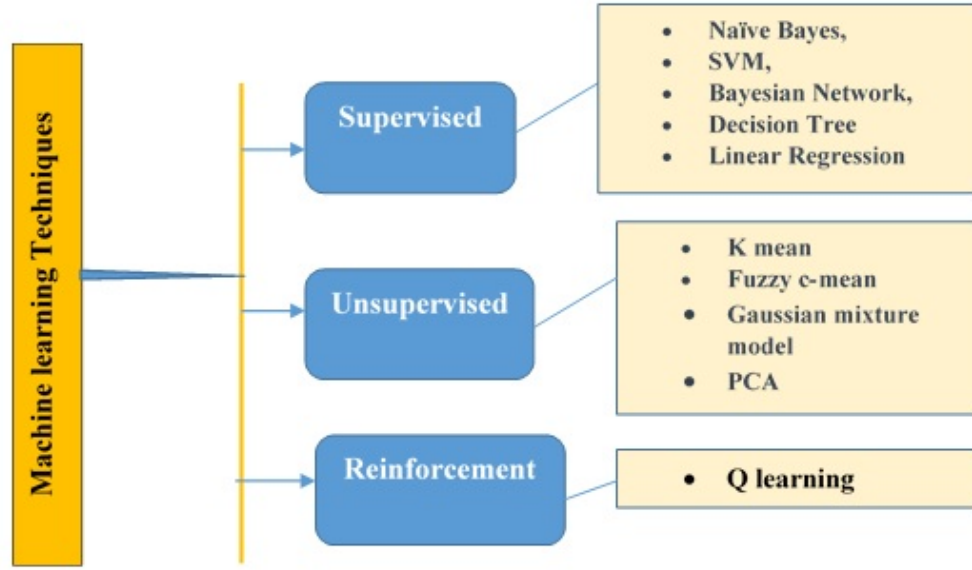 Machine learning Techniques
Supervised
• Naïve Bayes,
• SVM,
• Bayesian Network,
• Decision Tree
• Linear Regression
Unsupervised
• K mean
• Fuzzy c-mean
• Gaussian mixture
model
• PCA
Reinforcement
• Q learning